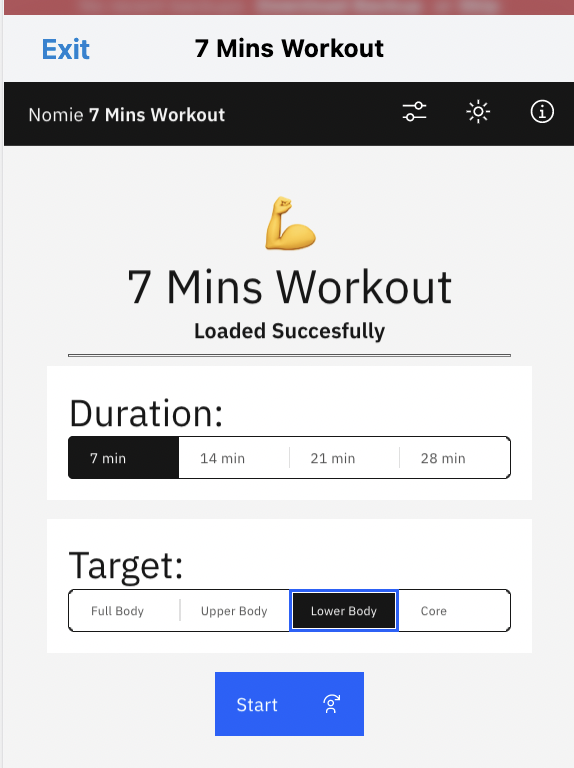 Exit
7 Mins Workout
Nomie 7 Mins Workout
7 Mins Workout
Loaded Succesfully
Duration:
7 min 14 min 21 min 28 min
Target:
Full Body Upper Body Lower Body Core
Start